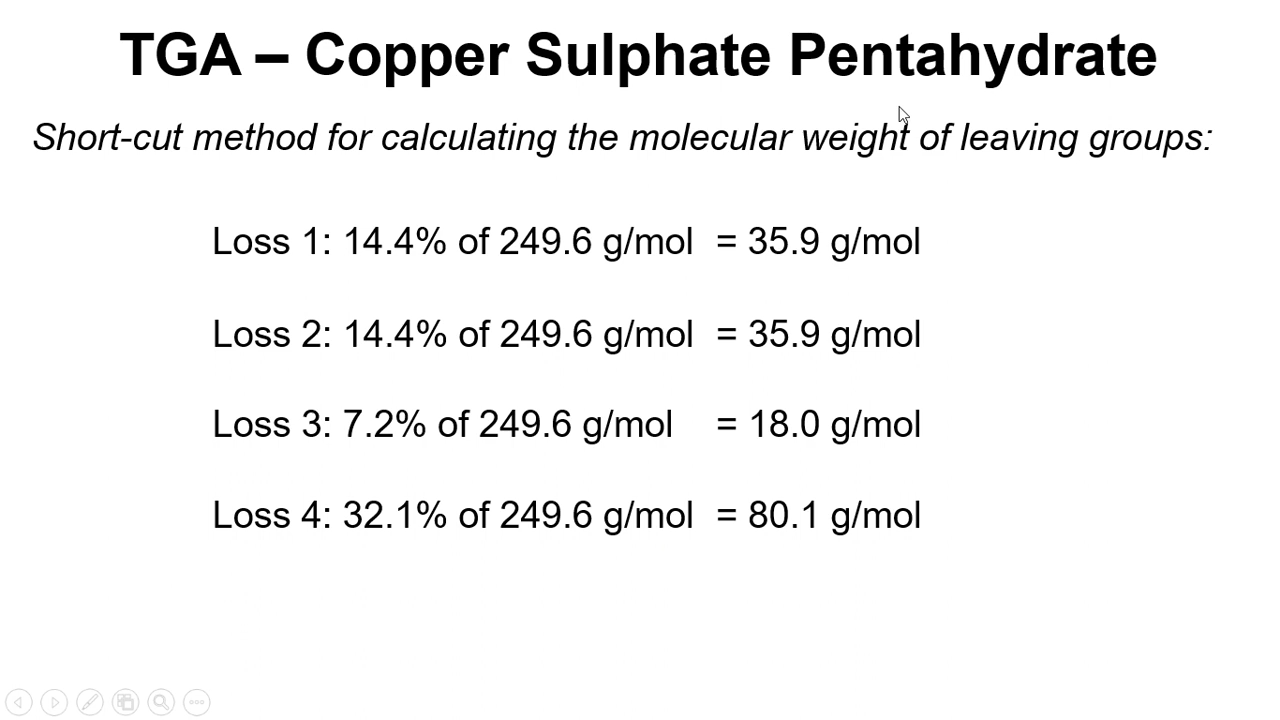 TGA – Copper Sulphate Pentahydrate
Short-cut method for calculating the molecular weight of leaving groups:
Loss 1: 14.4% of 249.6 g/mol = 35.9 g/mol
Loss 2: 14.4% of 249.6 g/mol = 35.9 g/mol
Loss 3: 7.2% of 249.6 g/mol = 18.0 g/mol
Loss 4: 32.1% of 249.6 g/mol = 80.1 g/mol